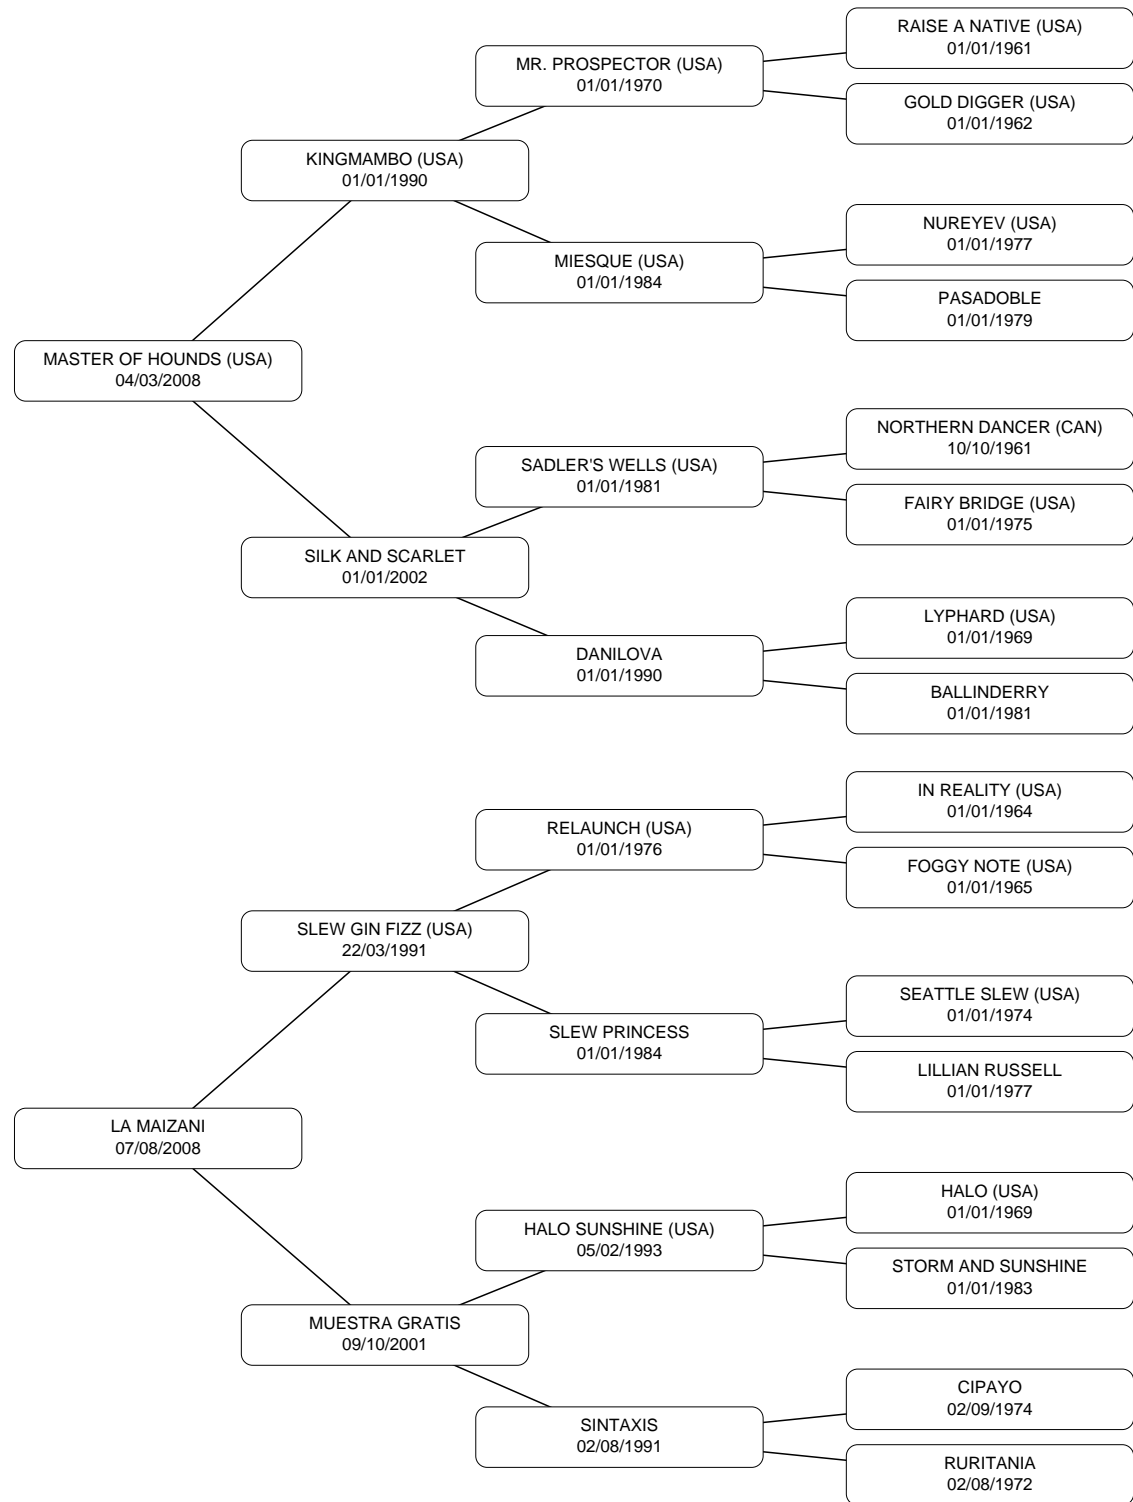 RAISE A NATIVE (USA)
01/01/1961
MR. PROSPECTOR (USA)
01/01/1970
GOLD DIGGER (USA)
01/01/1962
KINGMAMBO (USA)
01/01/1990
NUREYEV (USA)
01/01/1977
MIESQUE (USA)
01/01/1984
PASADOBLE
01/01/1979
MASTER OF HOUNDS (USA)
04/03/2008
NORTHERN DANCER (CAN)
10/10/1961
SADLER'S WELLS (USA)
01/01/1981
FAIRY BRIDGE (USA)
01/01/1975
SILK AND SCARLET
01/01/2002
LYPHARD (USA)
01/01/1969
DANILOVA
01/01/1990
BALLINDERRY
01/01/1981
IN REALITY (USA)
01/01/1964
RELAUNCH (USA)
01/01/1976
FOGGY NOTE (USA)
01/01/1965
SLEW GIN FIZZ (USA)
22/03/1991
SEATTLE SLEW (USA)
01/01/1974
SLEW PRINCESS
01/01/1984
LILLIAN RUSSELL
01/01/1977
LA MAIZANI
07/08/2008
HALO (USA)
01/01/1969
HALO SUNSHINE (USA)
05/02/1993
STORM AND SUNSHINE
01/01/1983
MUESTRA GRATIS
09/10/2001
CIPAYO
02/09/1974
SINTAXIS
02/08/1991
RURITANIA
02/08/1972